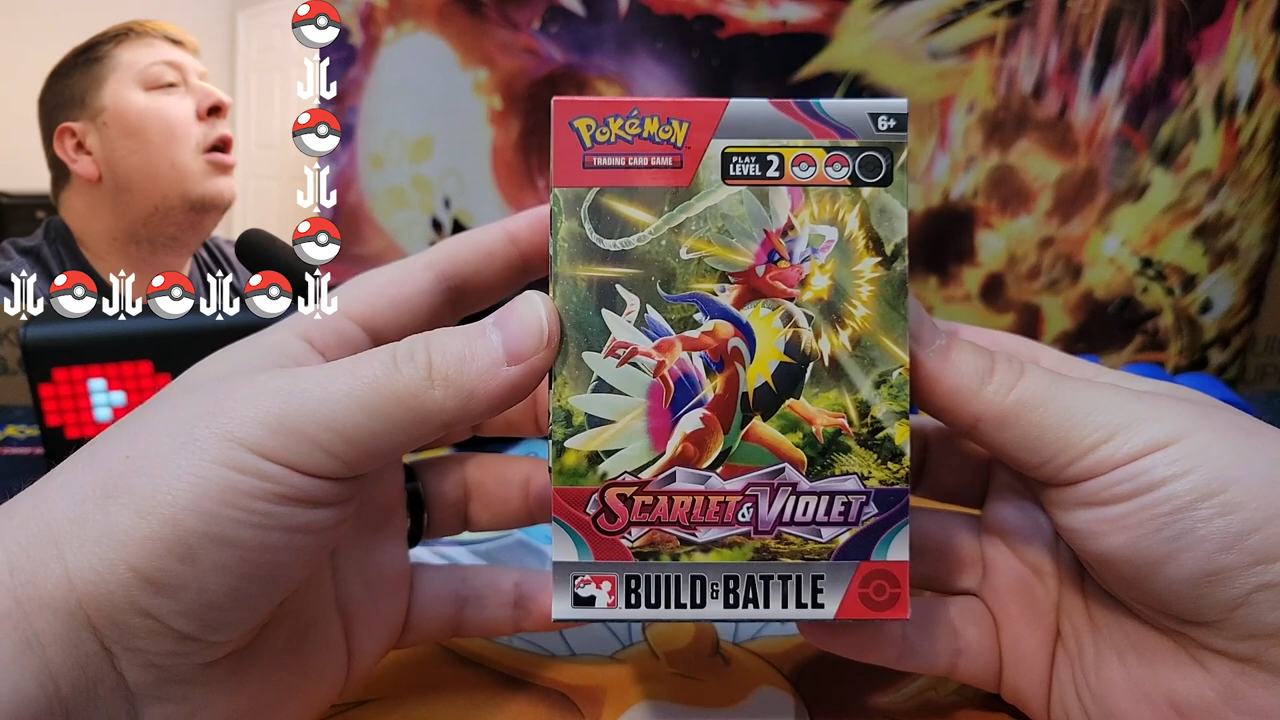 POKéMON
TRADING CARD GAME
6+
PLAY
LEVEL 2
SCARLET & VIOLET
BUILD & BATTLE